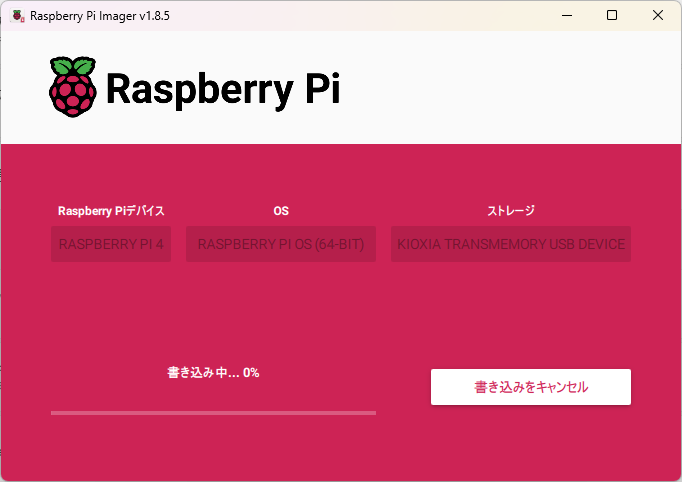 Raspberry Pi Imager v1.8.5
Raspberry Pi
Raspberry Piデバイス
OS
ストレージ
RASPBERRY PI 4
RASPBERRY PI OS (64-BIT)
KIOXIA TRANSMEMORY USB DEVICE
書き込み中... 0%
書き込みをキャンセル